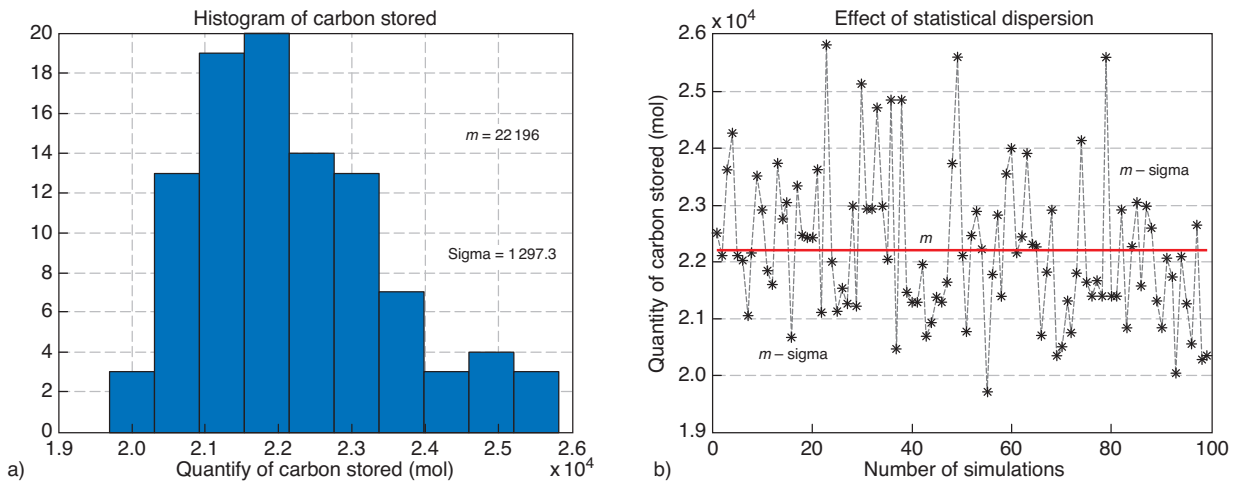 Histogram of carbon stored
20
18
16
14
12
10
8
6
4
2
0
m = 22 196
Sigma = 1 297.3
1.9 2.0 2.1 2.2 2.3 2.4 2.5 2.6
x 10⁴
Quantify of carbon stored (mol)
a)
Effect of statistical dispersion
x 10⁴
2.6
2.5
2.4
2.3
2.2
2.1
2.0
1.9
Quantity of carbon stored (mol)
m – sigma
m
m – sigma
0 20 40 60 80 100
Number of simulations
b)